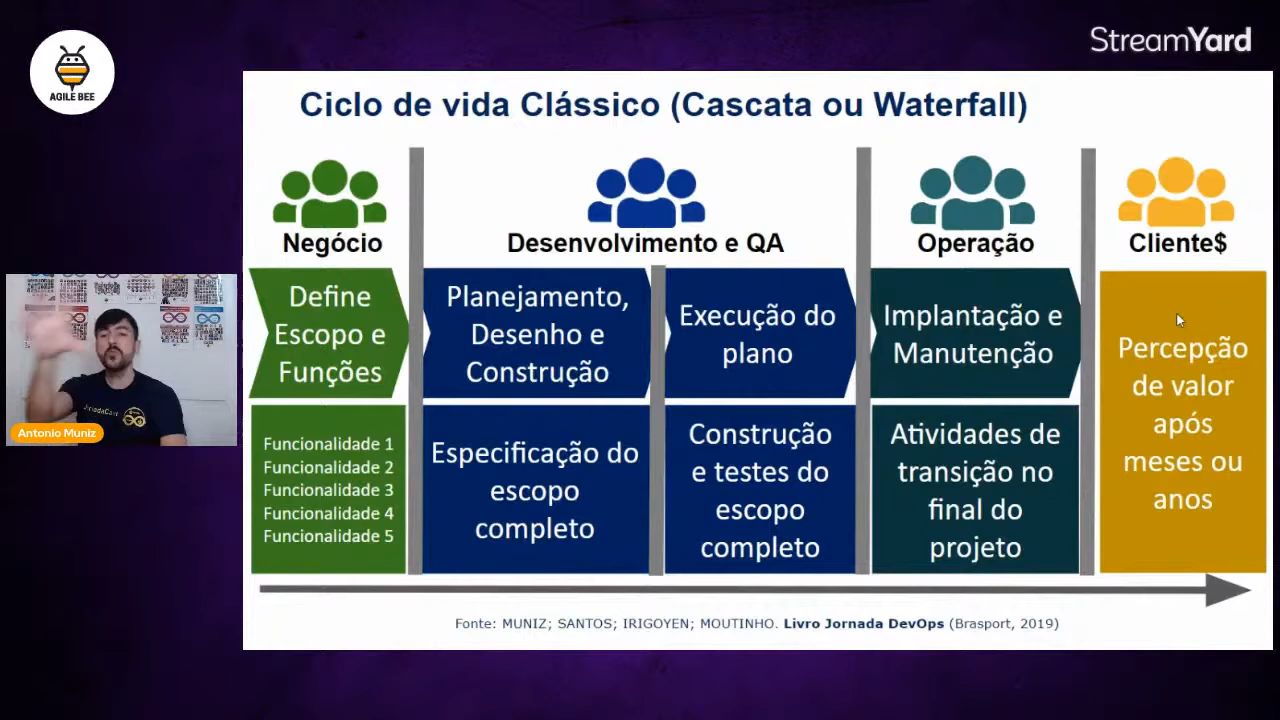 AGILE BEE
StreamYard
Ciclo de vida Clássico (Cascata ou Waterfall)
Negócio
Desenvolvimento e QA
Operação
Cliente$
Define
Escopo e
Funções
Planejamento,
Desenho e
Construção
Execução do
plano
Implantação e
Manutenção
Percepção
de valor
após
meses ou
anos
Funcionalidade 1
Funcionalidade 2
Funcionalidade 3
Funcionalidade 4
Funcionalidade 5
Especificação do
escopo
completo
Construção
e testes do
escopo
completo
Atividades de
transição no
final do
projeto
Fonte: MUNIZ; SANTOS; IRIGOYEN; MOUTINHO. Livro Jornada DevOps (Brasport, 2019)
Antonio Muniz